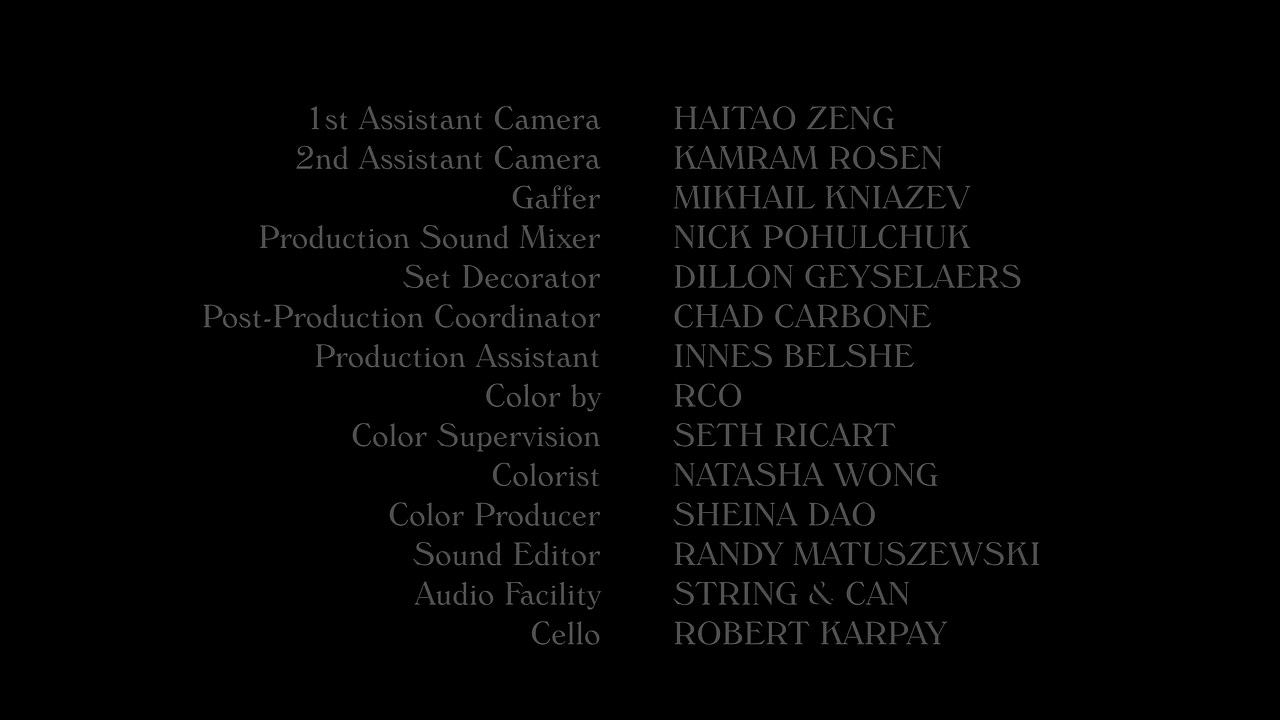 1st Assistant Camera HAITAO ZENG
2nd Assistant Camera KAMRAM ROSEN
Gaffer MIKHAIL KNIAZEV
Production Sound Mixer NICK POHULCHUK
Set Decorator DILLON GEYSELAERS
Post-Production Coordinator CHAD CARBONE
Production Assistant INNES BELSHE
Color by RCO
Color Supervision SETH RICART
Colorist NATASHA WONG
Color Producer SHEINA DAO
Sound Editor RANDY MATUSZEWSKI
Audio Facility STRING & CAN
Cello ROBERT KARPAY